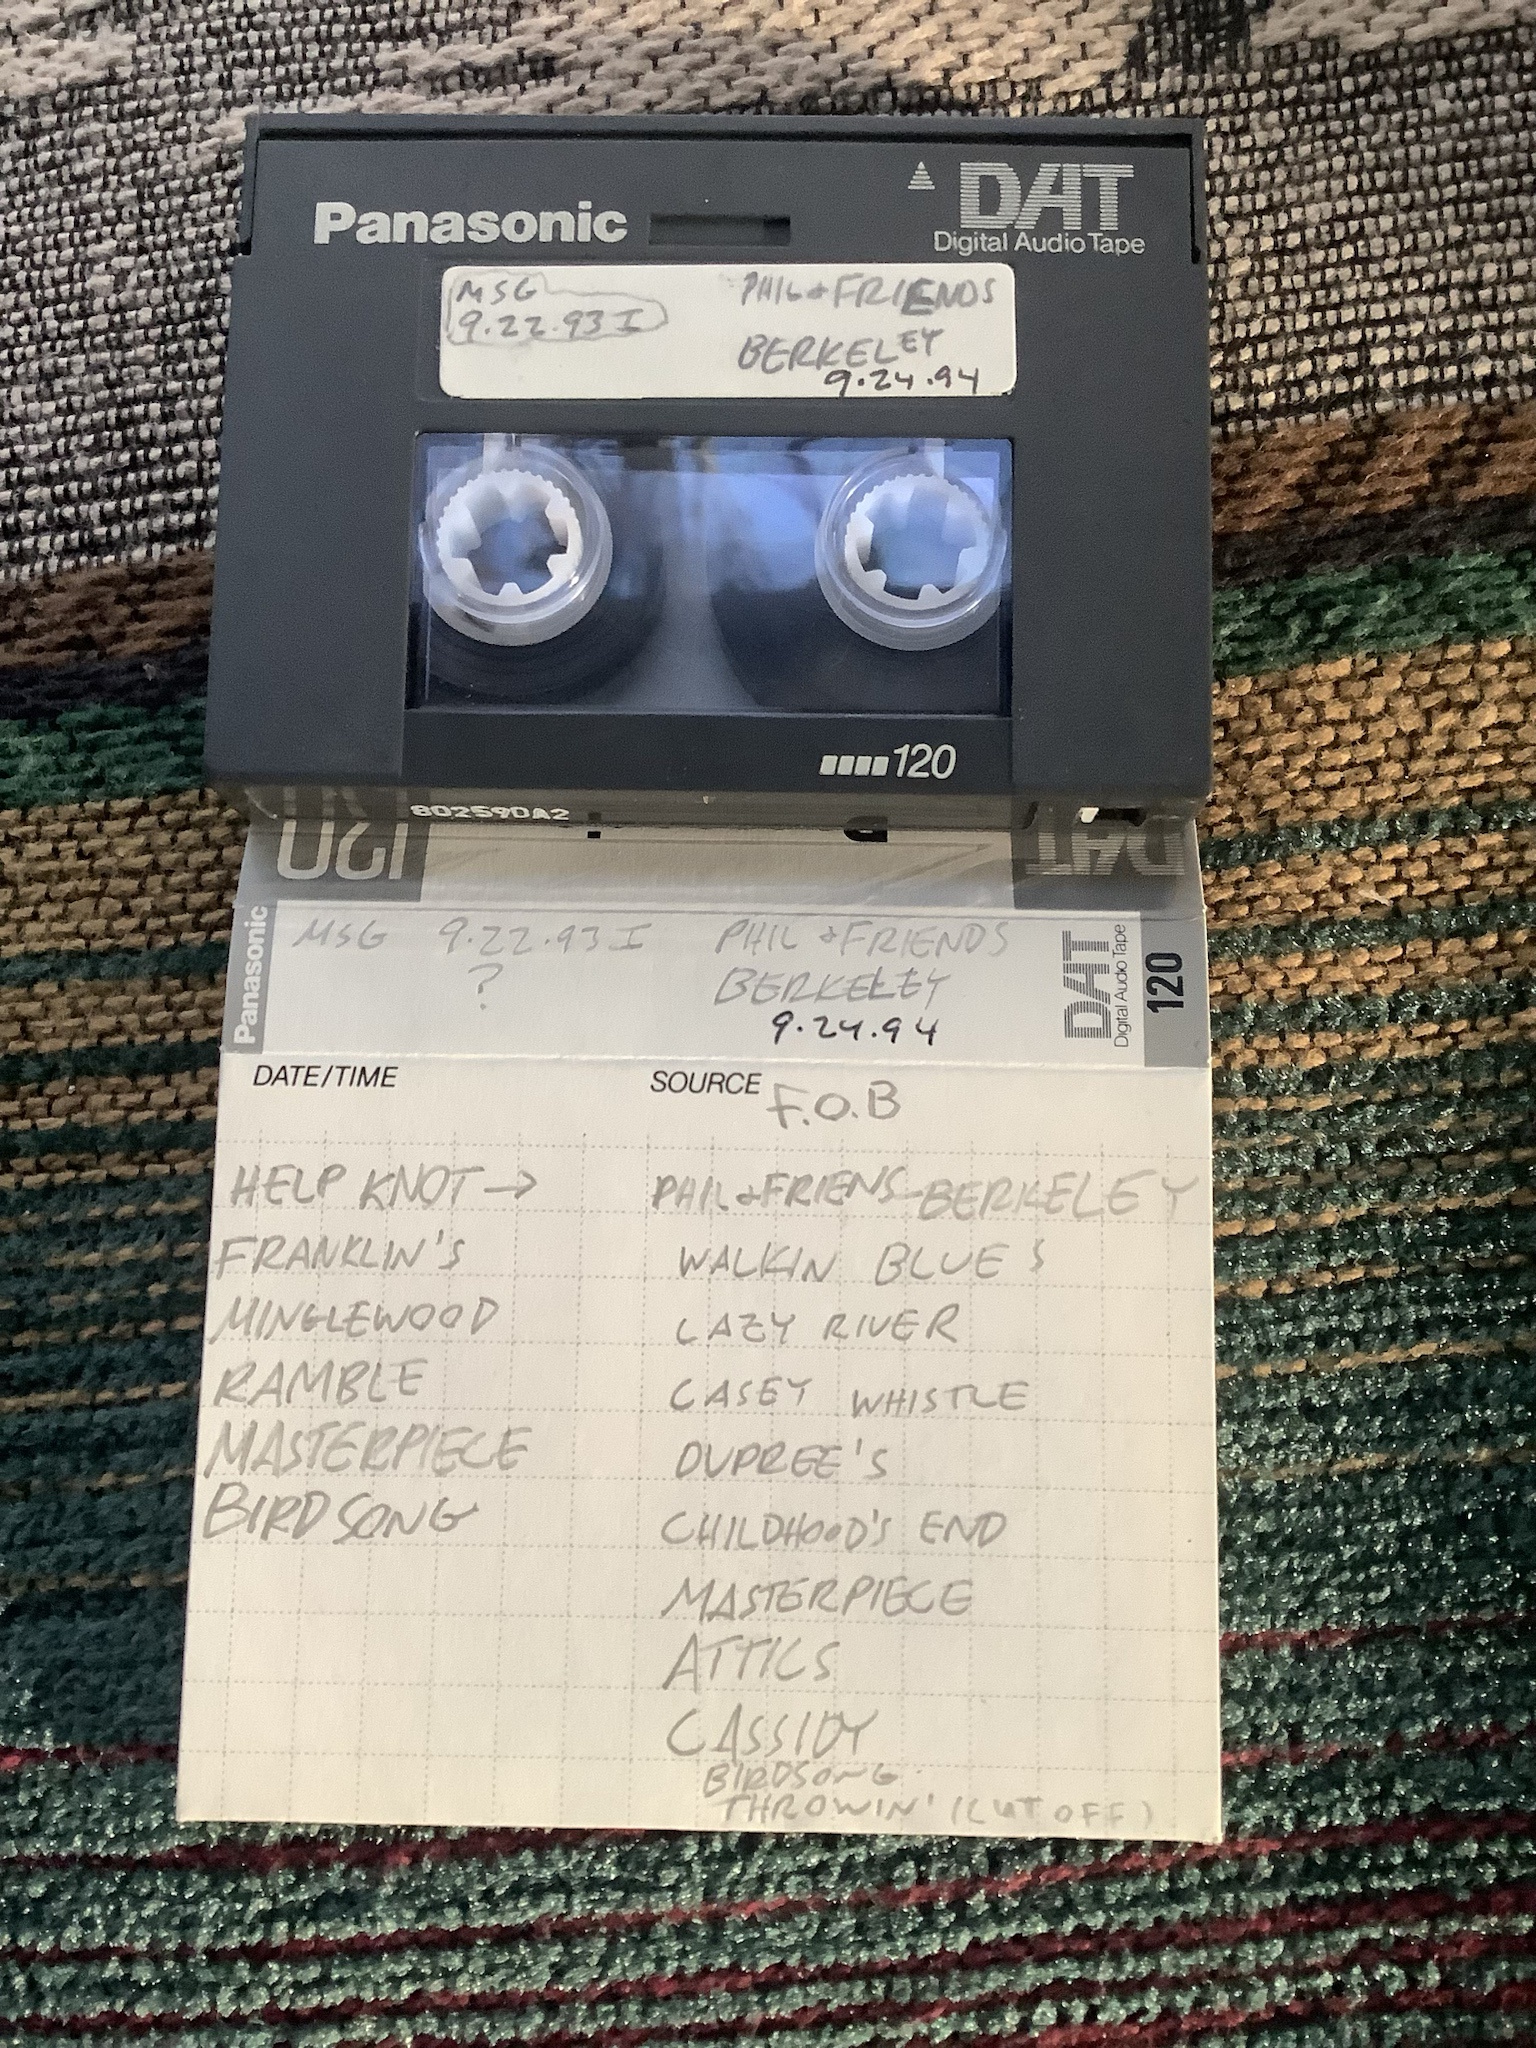 Panasonic
DAT
Digital Audio Tape
MSG
9.22.93 I
PHIL & FRIENDS
BERKELEY
9.24.94
120
802590A2
120
DAT
Panasonic
MSG 9.22.93 I
?
PHIL & FRIENDS
BERKELEY
9.24.94
DAT
Digital Audio Tape
120
DATE/TIME
SOURCE F.O.B
HELP KNOT →
FRANKLIN'S
MINGLEWOOD
RAMBLE
MASTERPIECE
BIRDSONG
PHIL & FRIENS - BERKELEY
WALKIN BLUES
LAZY RIVER
CASEY WHISTLE
DUPREE'S
CHILDHOOD'S END
MASTERPIECE
ATTICS
CASSIDY
BIRDSONG
THROWIN' (CUT OFF)